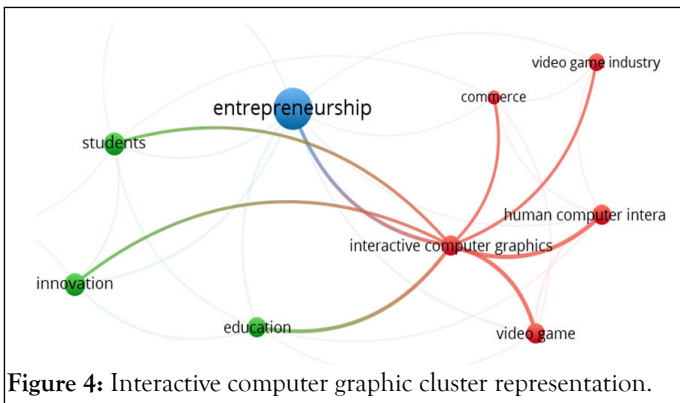 video game industry
commerce
entrepreneurship
students
human computer intera
interactive computer graphics
innovation
education
video game
Figure 4: Interactive computer graphic cluster representation.